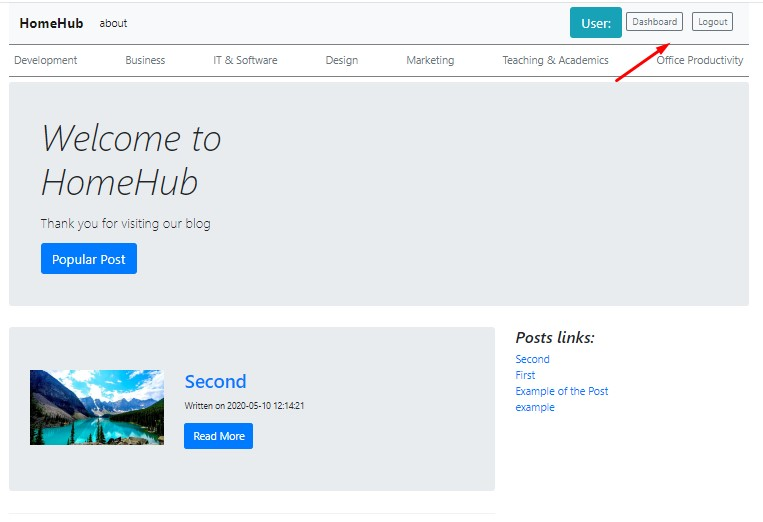 HomeHub about User: Dashboard Logout
Development Business IT & Software Design Marketing Teaching & Academics Office Productivity
Welcome to
HomeHub
Thank you for visiting our blog
Popular Post
Second
Written on 2020-05-10 12:14:21
Read More
Posts links:
Second
First
Example of the Post
example